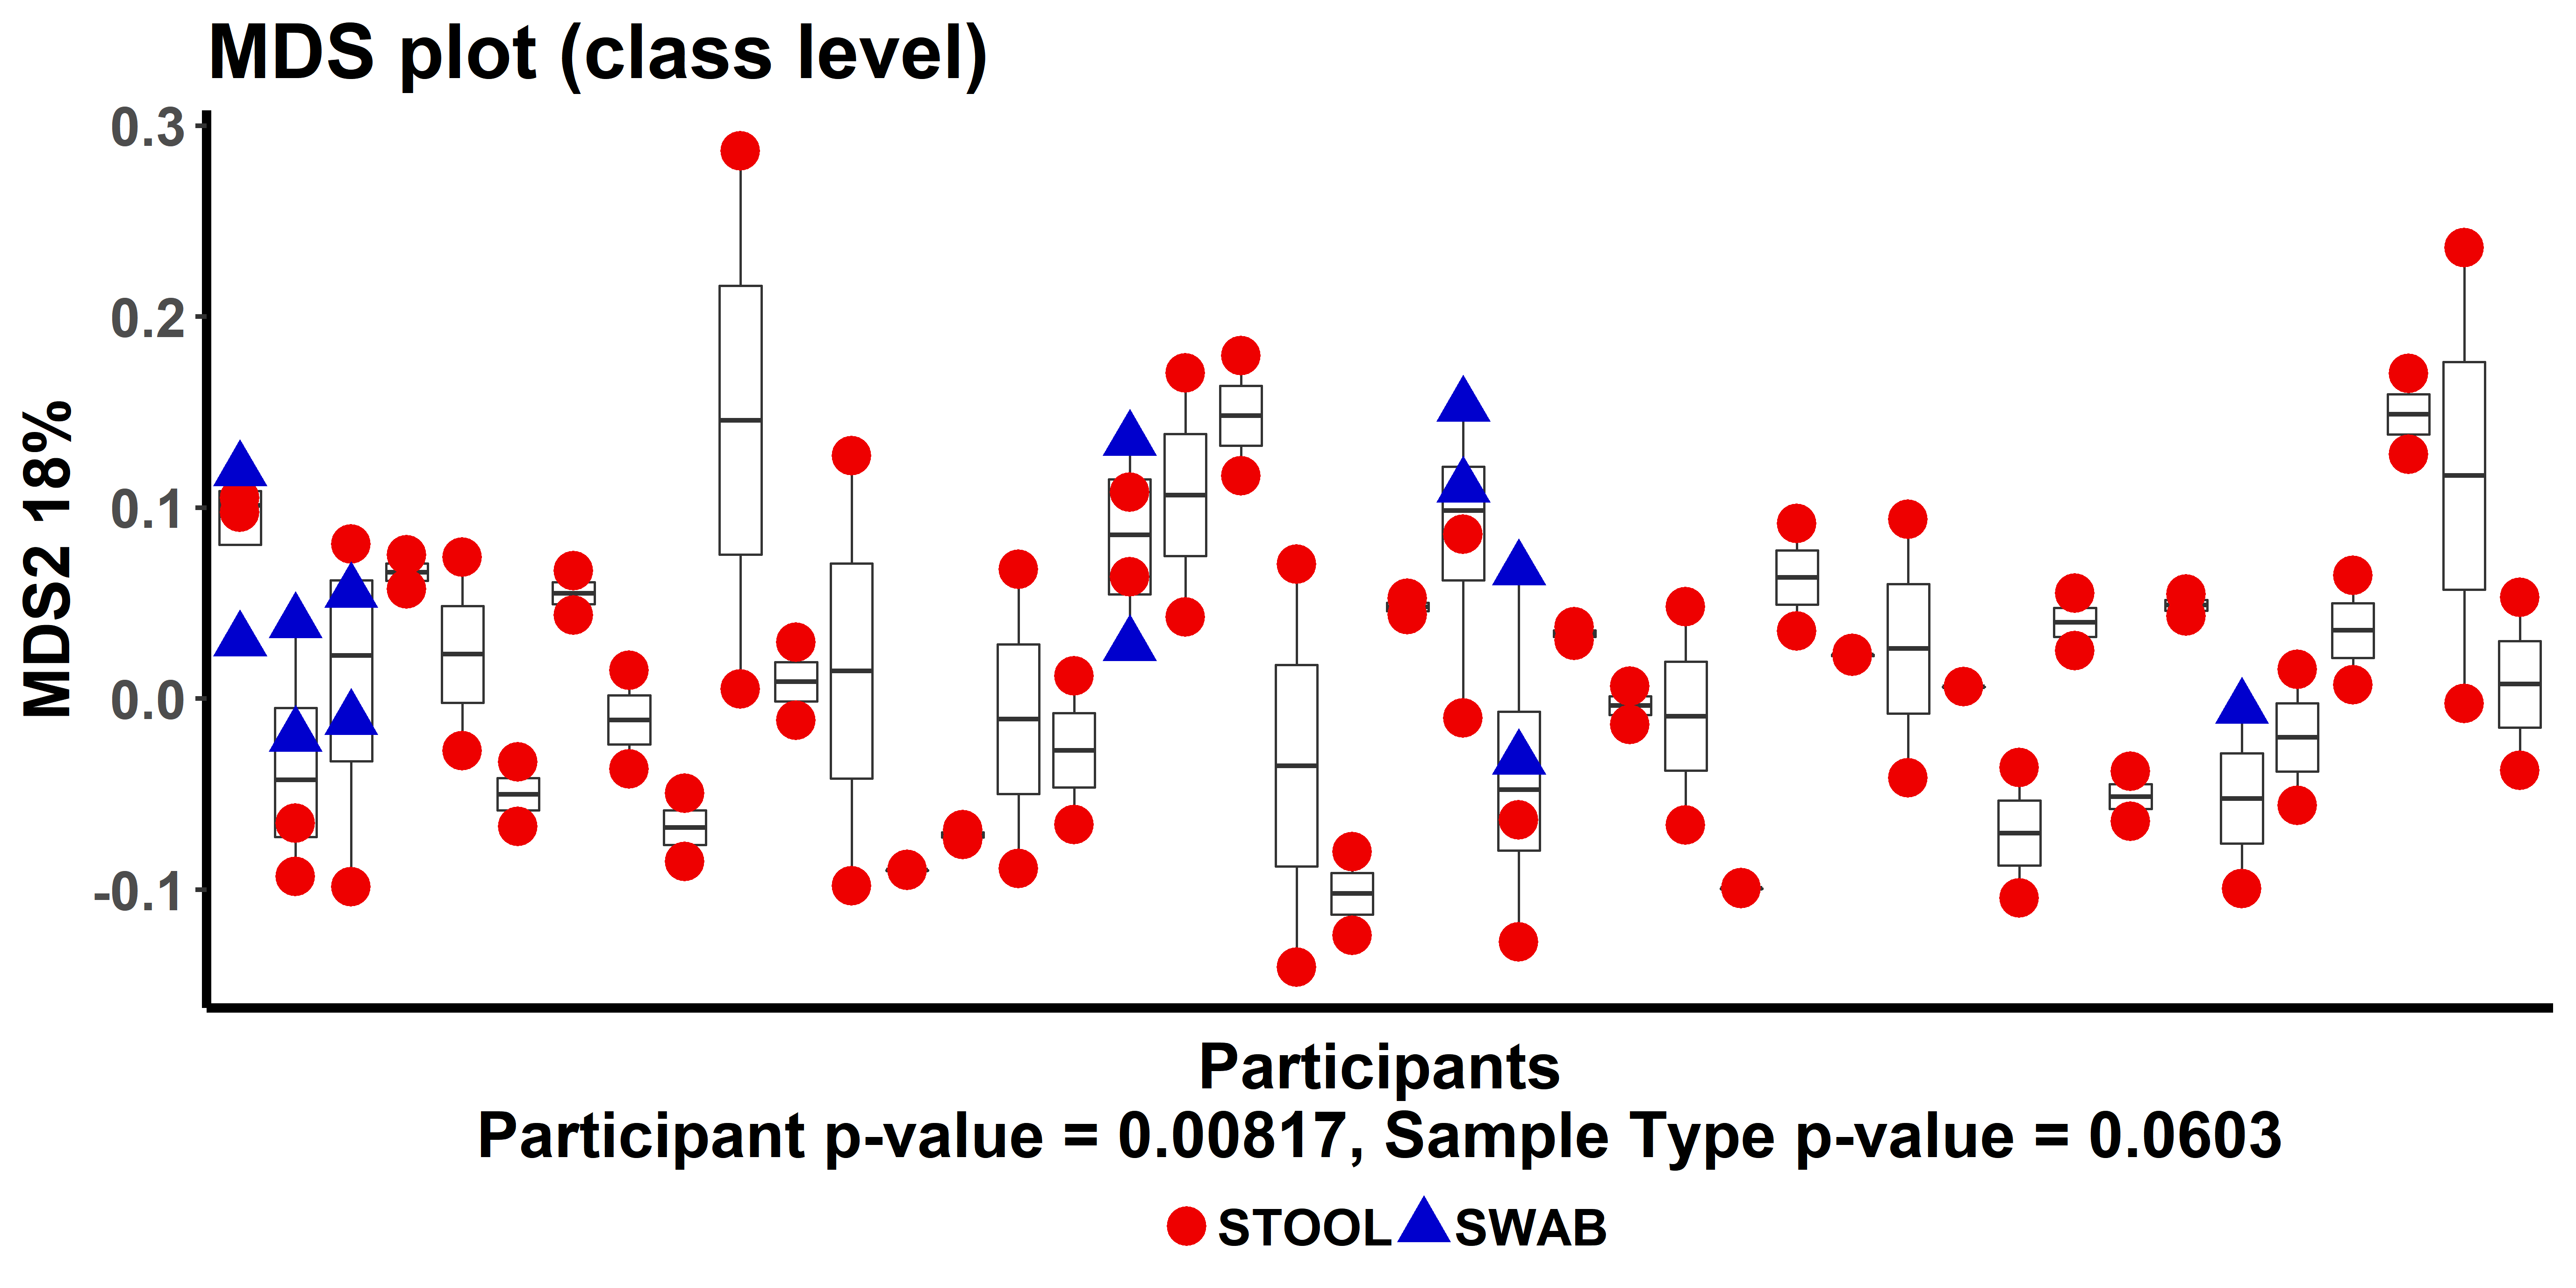 MDS plot (class level)
0.3
0.2
0.1
0.0
-0.1
MDS2 18%
Participants
Participant p-value = 0.00817, Sample Type p-value = 0.0603
STOOL SWAB